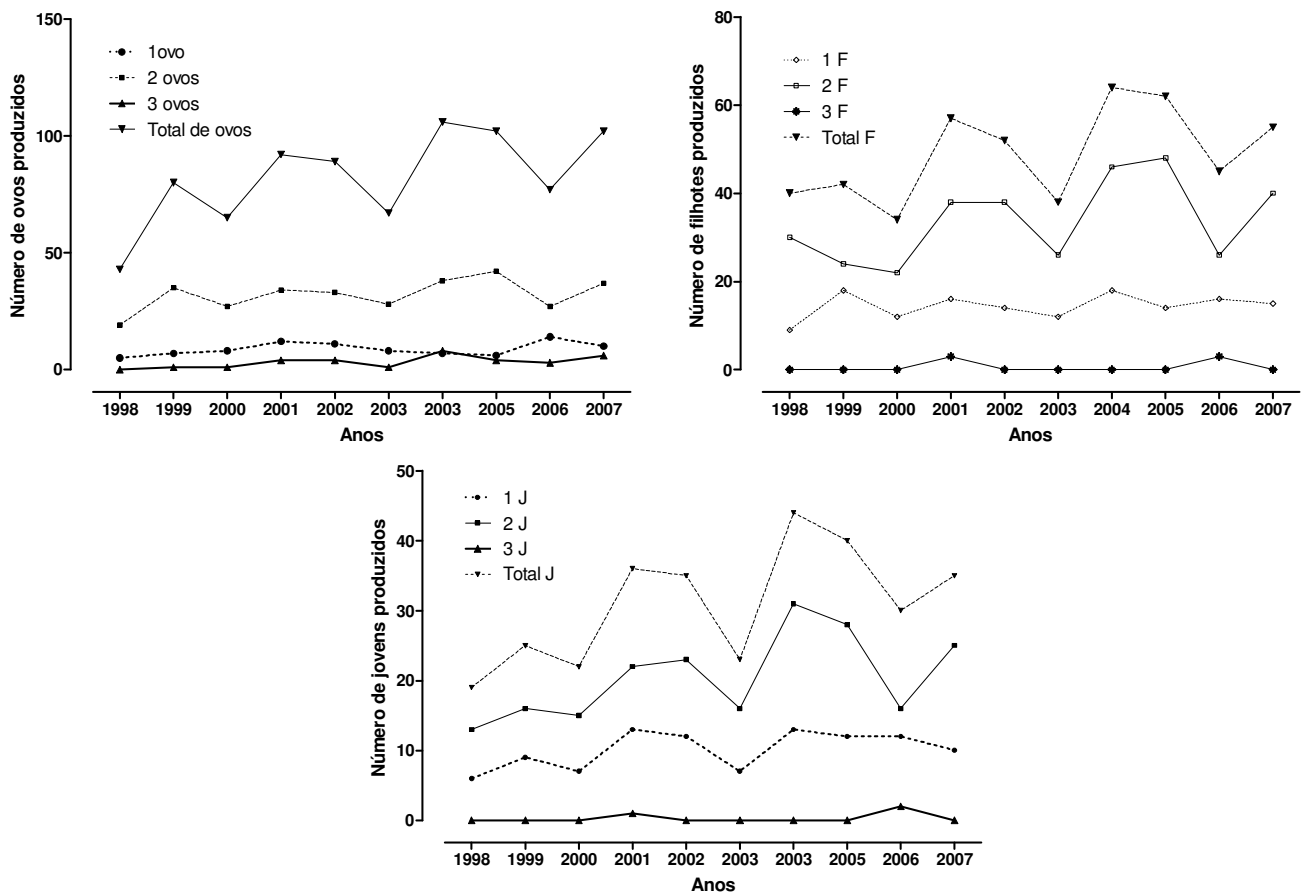 Número de ovos produzidos
150
100
50
0
1ovo
2 ovos
3 ovos
Total de ovos
1998 1999 2000 2001 2002 2003 2003 2005 2006 2007
Anos
Número de filhotes produzidos
80
60
40
20
0
1 F
2 F
3 F
Total F
1998 1999 2000 2001 2002 2003 2004 2005 2006 2007
Anos
Número de jovens produzidos
50
40
30
20
10
0
1 J
2 J
3 J
Total J
1998 1999 2000 2001 2002 2003 2003 2005 2006 2007
Anos